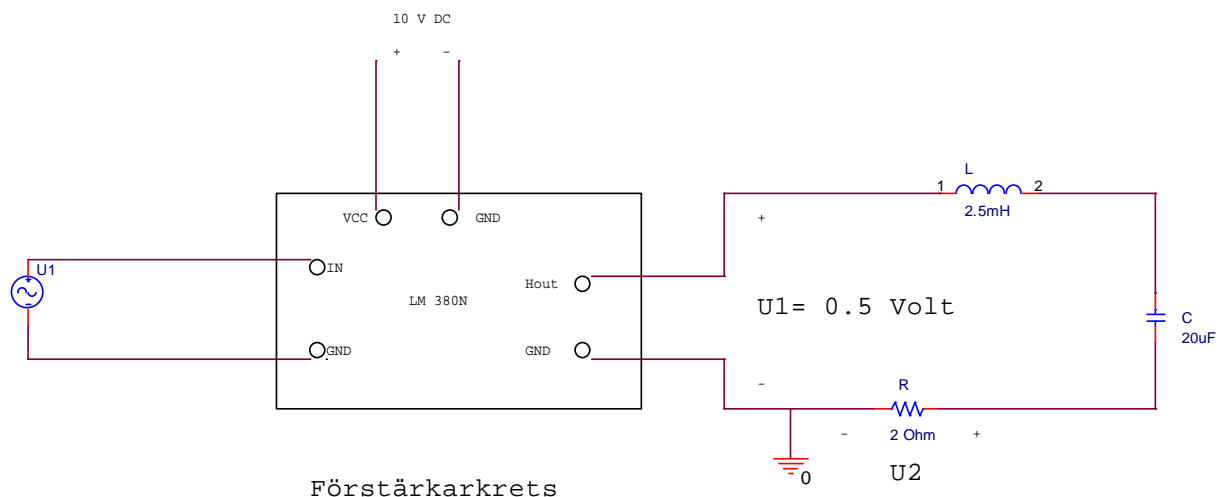 10 V DC
+ -
L
1 2
2.5mH
VCC GND
+
U1
IN
Hout
LM 380N
U1= 0.5 Volt
C
20uF
GND
GND
-
R
- 2 Ohm +
0
U2
Förstärkarkrets